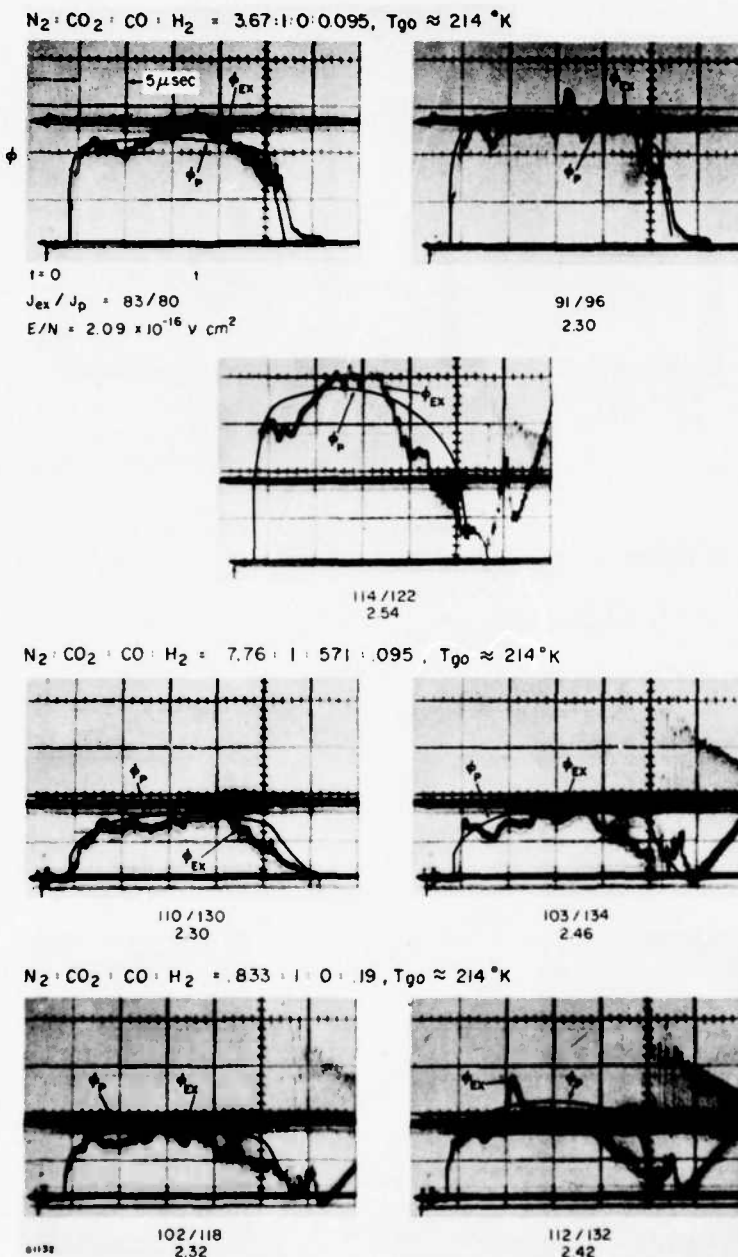 N₂ : CO₂ : CO : H₂ = 3.67:1:0:0.095, Tgo ≈ 214 °K
5 μsec
ϕEX
ϕ
ϕP
ϕEX
ϕP
t=0
t
Jex / Jp = 83/80
E/N = 2.09 x 10⁻¹⁶ V cm²
91/96
2.30
ϕEX
ϕP
114/122
2.54
N₂ : CO₂ : CO : H₂ = 7.76 : 1 : 571 : .095, Tgo ≈ 214 °K
ϕP
ϕEX
ϕP
ϕEX
110/130
2.30
103/134
2.46
N₂ : CO₂ : CO : H₂ = .833 : 1 : 0 : .19, Tgo ≈ 214 °K
ϕP
ϕEX
ϕEX
ϕP
102/118
2.32
112/132
2.42